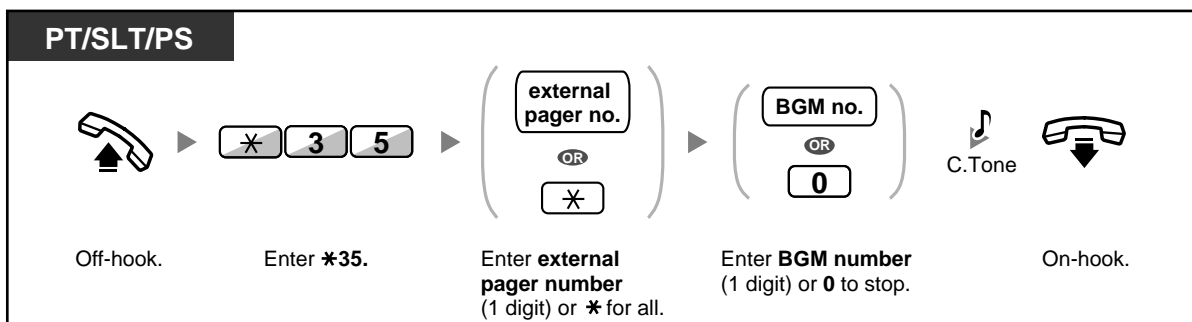 PT/SLT/PS
✕ 3 5
external
pager no.
OR
✕
BGM no.
OR
0
C.Tone
Off-hook.
Enter ✕35.
Enter external
pager number
(1 digit) or ✕ for all.
Enter BGM number
(1 digit) or 0 to stop.
On-hook.